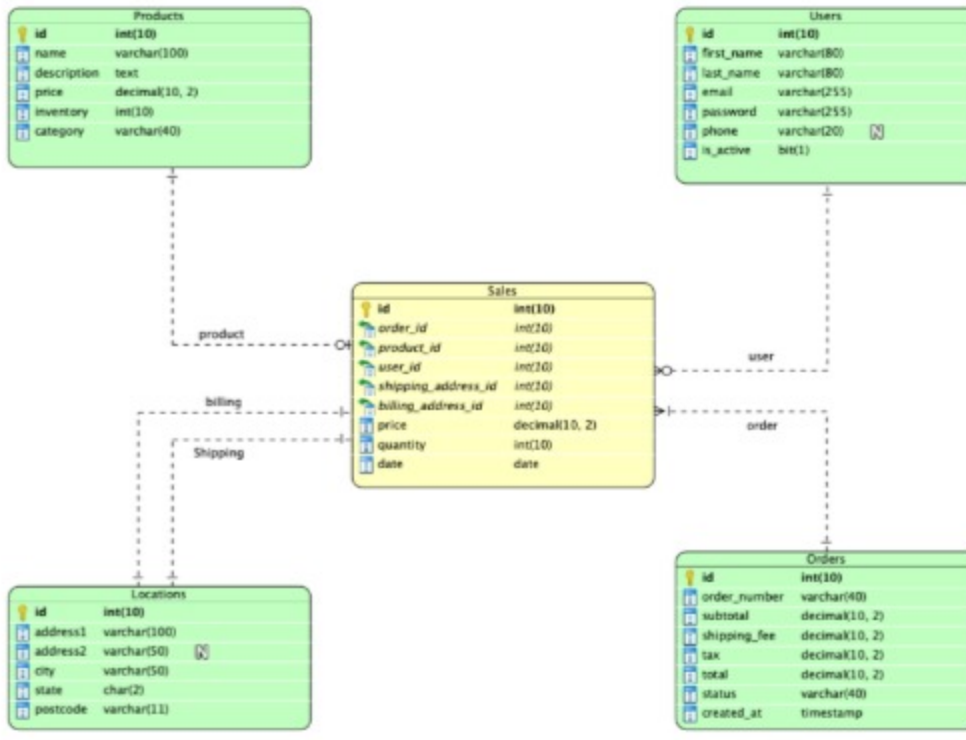 Products
id int(10)
name varchar(100)
description text
price decimal(10, 2)
inventory int(10)
category varchar(40)
Users
id int(10)
first_name varchar(80)
last_name varchar(80)
email varchar(255)
password varchar(255)
phone varchar(20) N
is_active bit(1)
product
billing
Shipping
Sales
id int(10)
order_id int(10)
product_id int(10)
user_id int(10)
shipping_address_id int(10)
billing_address_id int(10)
price decimal(10, 2)
quantity int(10)
date date
user
order
Locations
id int(10)
address1 varchar(100)
address2 varchar(50) N
city varchar(50)
state char(2)
postcode varchar(11)
Orders
id int(10)
order_number varchar(40)
subtotal decimal(10, 2)
shipping_fee decimal(10, 2)
tax decimal(10, 2)
total decimal(10, 2)
status varchar(40)
created_at timestamp